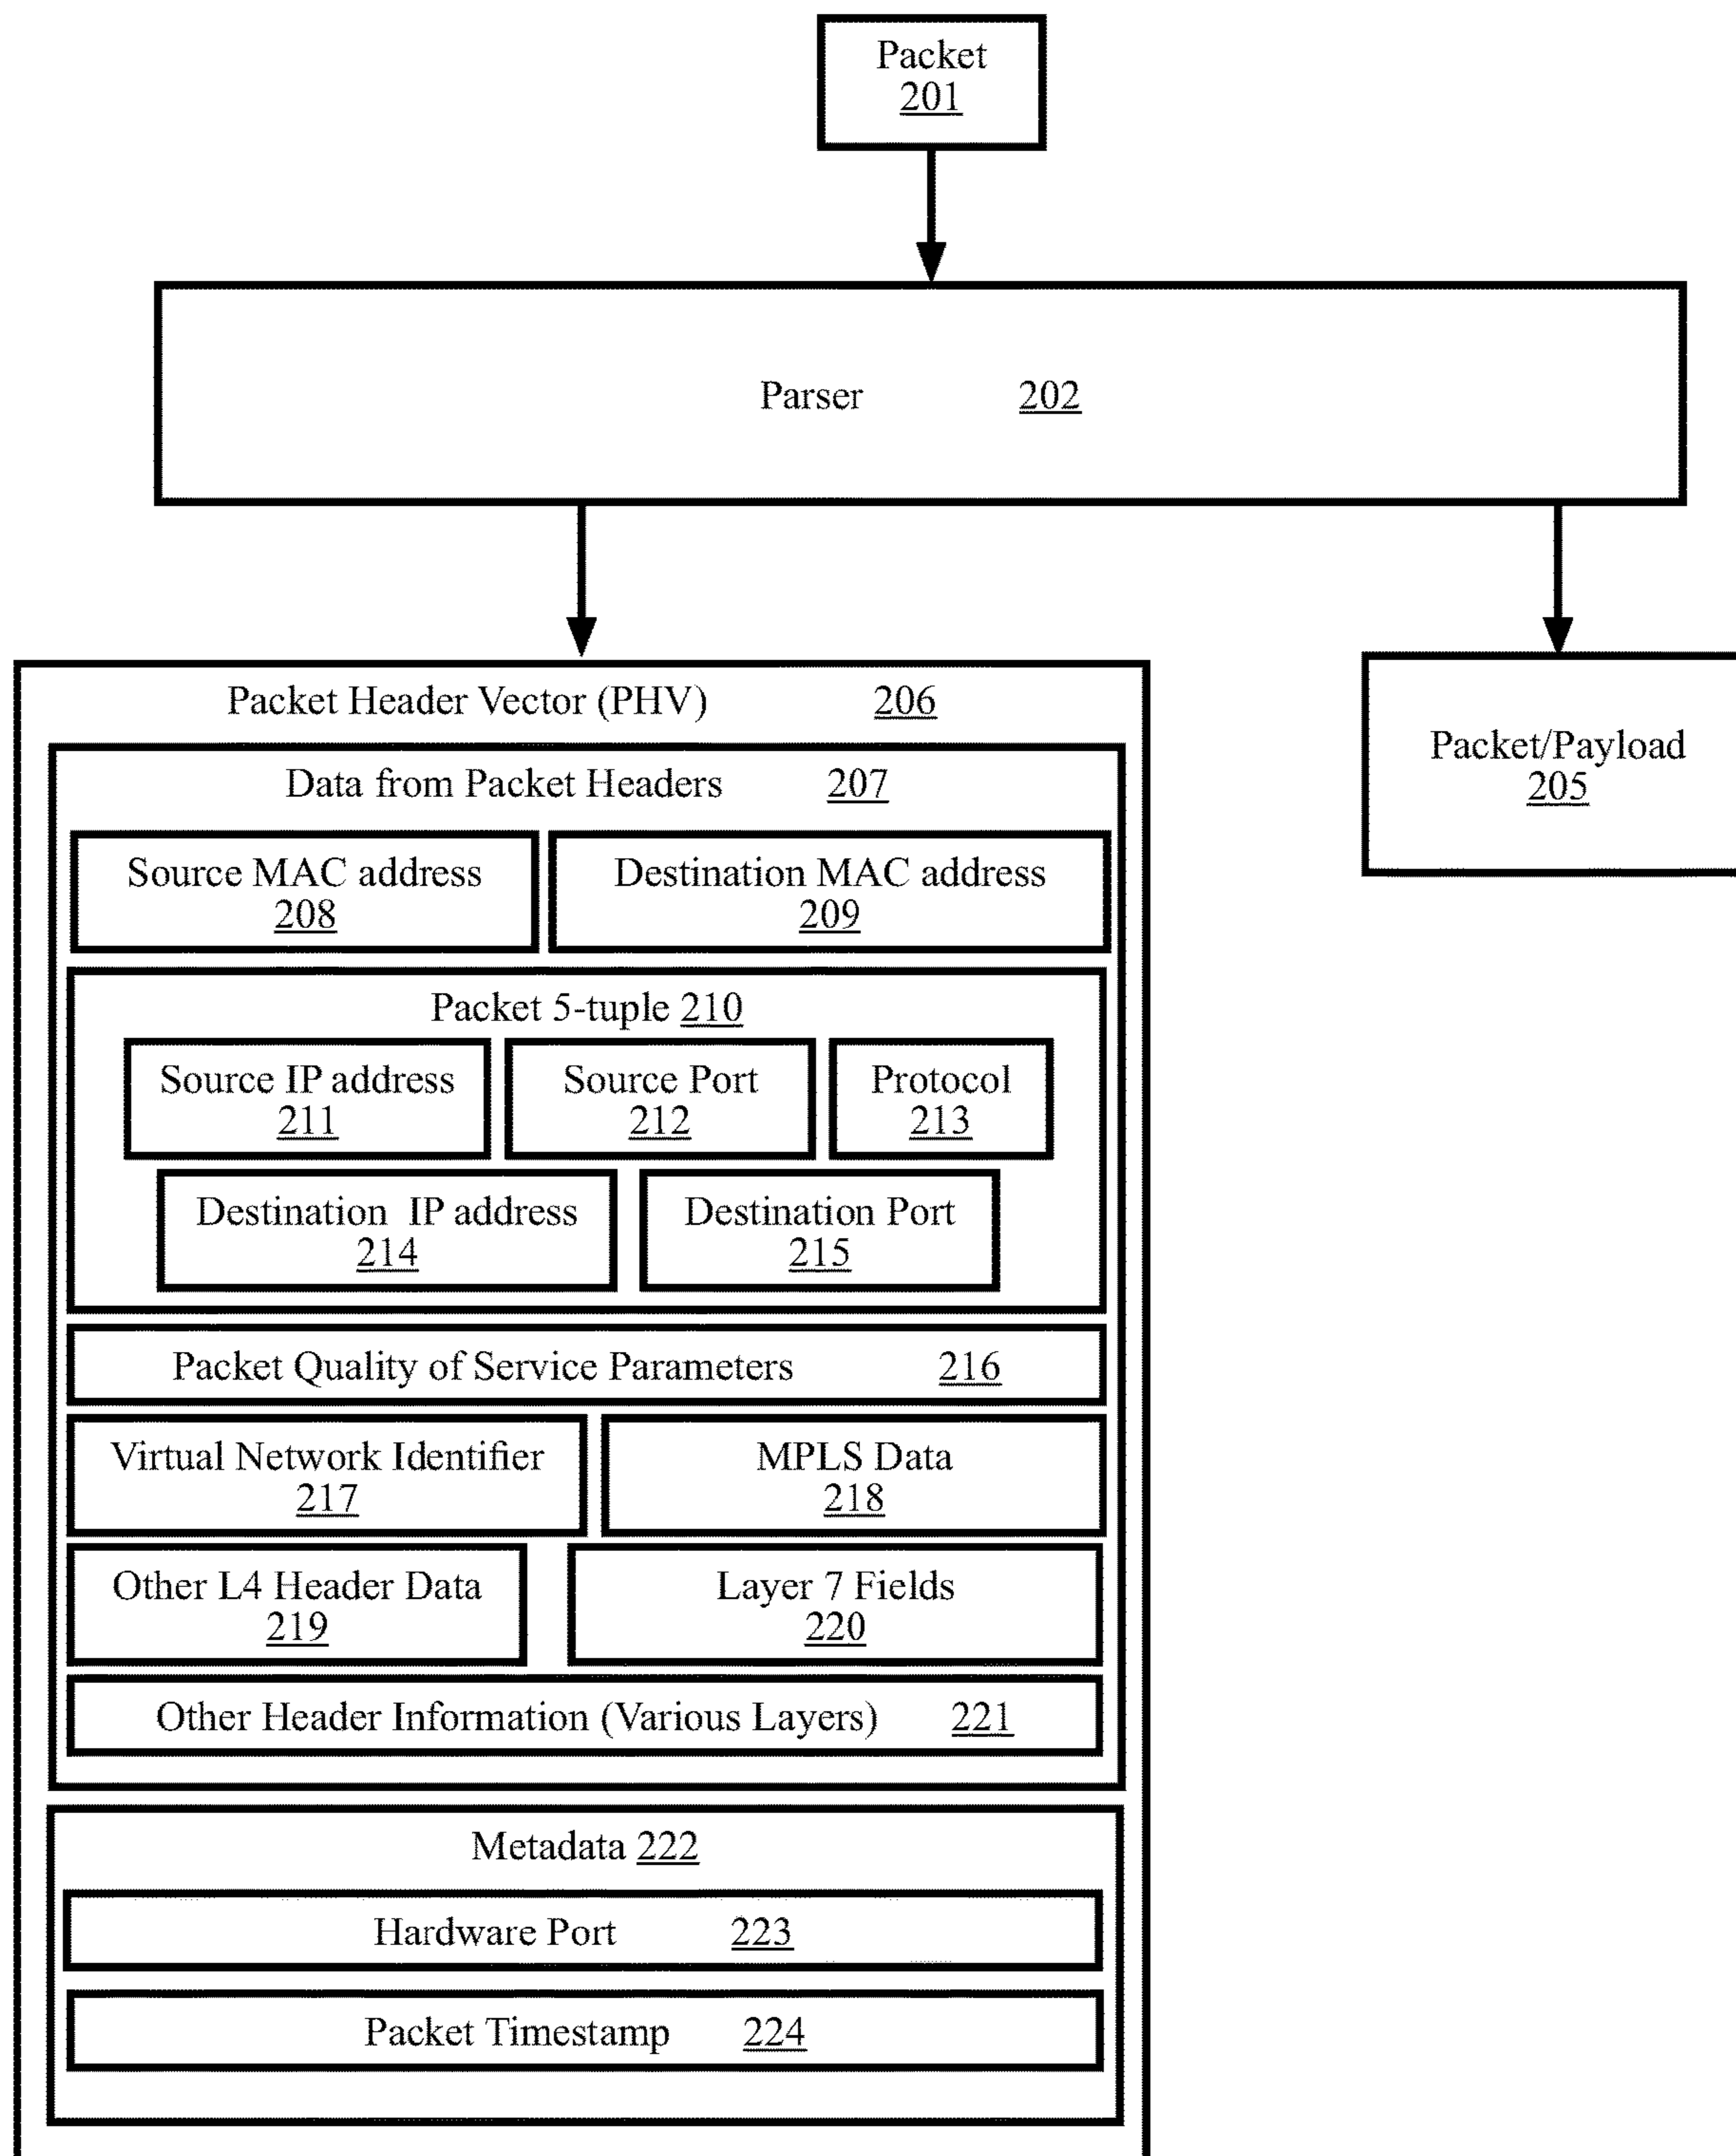 Packet
201
Parser 202
Packet Header Vector (PHV) 206
Data from Packet Headers 207
Source MAC address
208
Destination MAC address
209
Packet 5-tuple 210
Source IP address
211
Source Port
212
Protocol
213
Destination IP address
214
Destination Port
215
Packet Quality of Service Parameters 216
Virtual Network Identifier
217
MPLS Data
218
Other L4 Header Data
219
Layer 7 Fields
220
Other Header Information (Various Layers) 221
Metadata 222
Hardware Port 223
Packet Timestamp 224
Packet/Payload
205